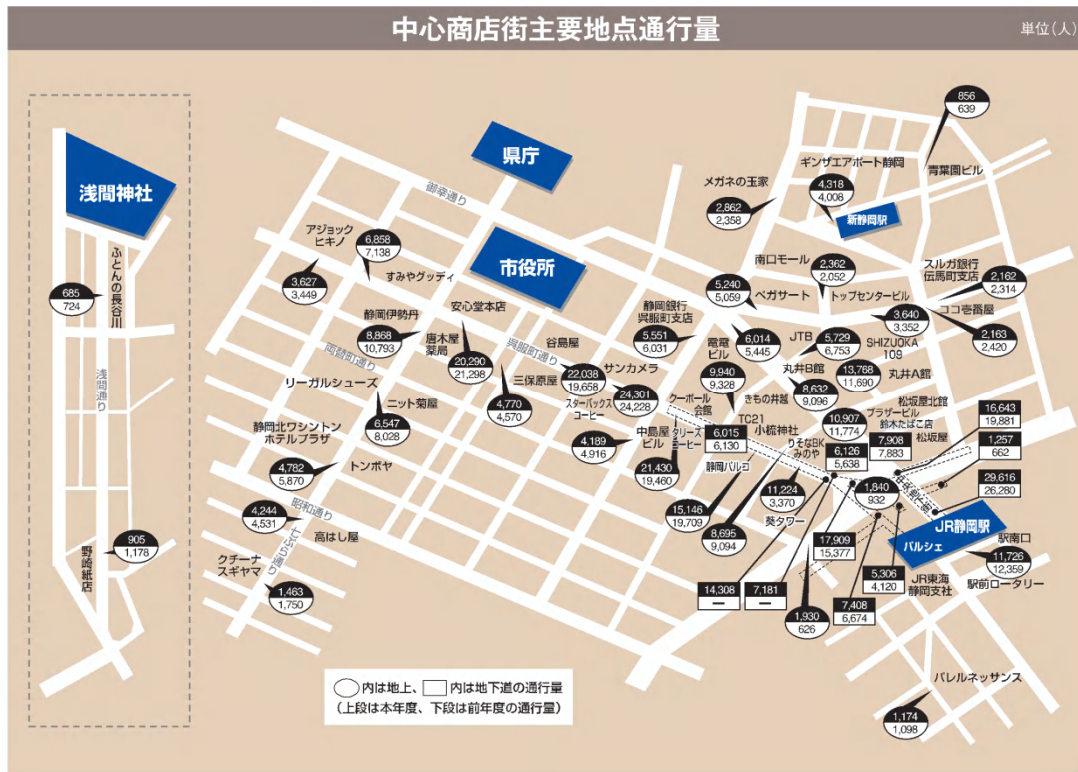 中心商店街主要地点通行量
単位(人)
浅間神社
ふとんの長谷川
685
724
浅間通り
905
1,178
野崎紙店
県庁
御幸通り
市役所
アジョック
ヒキノ
6,858
7,138
すみやグッディ
3,627
3,449
静岡伊勢丹
8,868
10,793
唐木屋
薬局
安心堂本店
20,290
21,298
両替町通り
呉服町通り
谷島屋
リーガルシューズ
ニット菊屋
6,547
8,028
三保原屋
4,770
4,570
22,038
19,658
サンカメラ
スターバックス
コーヒー
24,301
24,228
静岡北ワシントン
ホテルプラザ
4,782
5,870
トンボヤ
昭和通り
4,244
4,531
高はし屋
七ぶら通り
クチーナ
スギヤマ
1,463
1,750
856
639
青葉園ビル
ギンザエアポート静岡
4,318
4,008
メガネの玉家
2,862
2,358
新静岡駅
南口モール
2,362
2,052
スルガ銀行
伝馬町支店
2,162
2,314
5,240
5,059
ペガサート
トップセンタービル
3,640
3,352
ココ壱番屋
2,163
2,420
静岡銀行
呉服町支店
5,551
6,031
電電
ビル
6,014
5,445
JTB
5,729
6,753
SHIZUOKA
109
丸井B館
8,632
9,096
13,768
11,690
丸井A館
9,940
9,328
きもの井越
クーポール
会館
TC21
小梳神社
10,907
11,774
松坂屋北館
プラザービル
鈴木たばこ店
松坂屋
7,908
7,883
16,643
19,881
1,257
662
29,616
26,280
中島屋
ビル
4,189
4,916
タリーズ
コーヒー
6,015
6,130
21,430
19,460
静岡パルコ
りそなBK
みのや
6,126
5,638
15,146
19,709
8,695
9,094
11,224
3,370
葵タワー
1,840
932
17,909
15,377
14,308
—
7,181
—
1,930
626
7,408
6,674
5,306
4,120
JR東海
静岡支社
JR静岡駅
パルシェ
駅南口
11,726
12,359
駅前ロータリー
パレルネッサンス
1,174
1,098
内は地上、
内は地下道の通行量
(上段は本年度、下段は前年度の通行量)